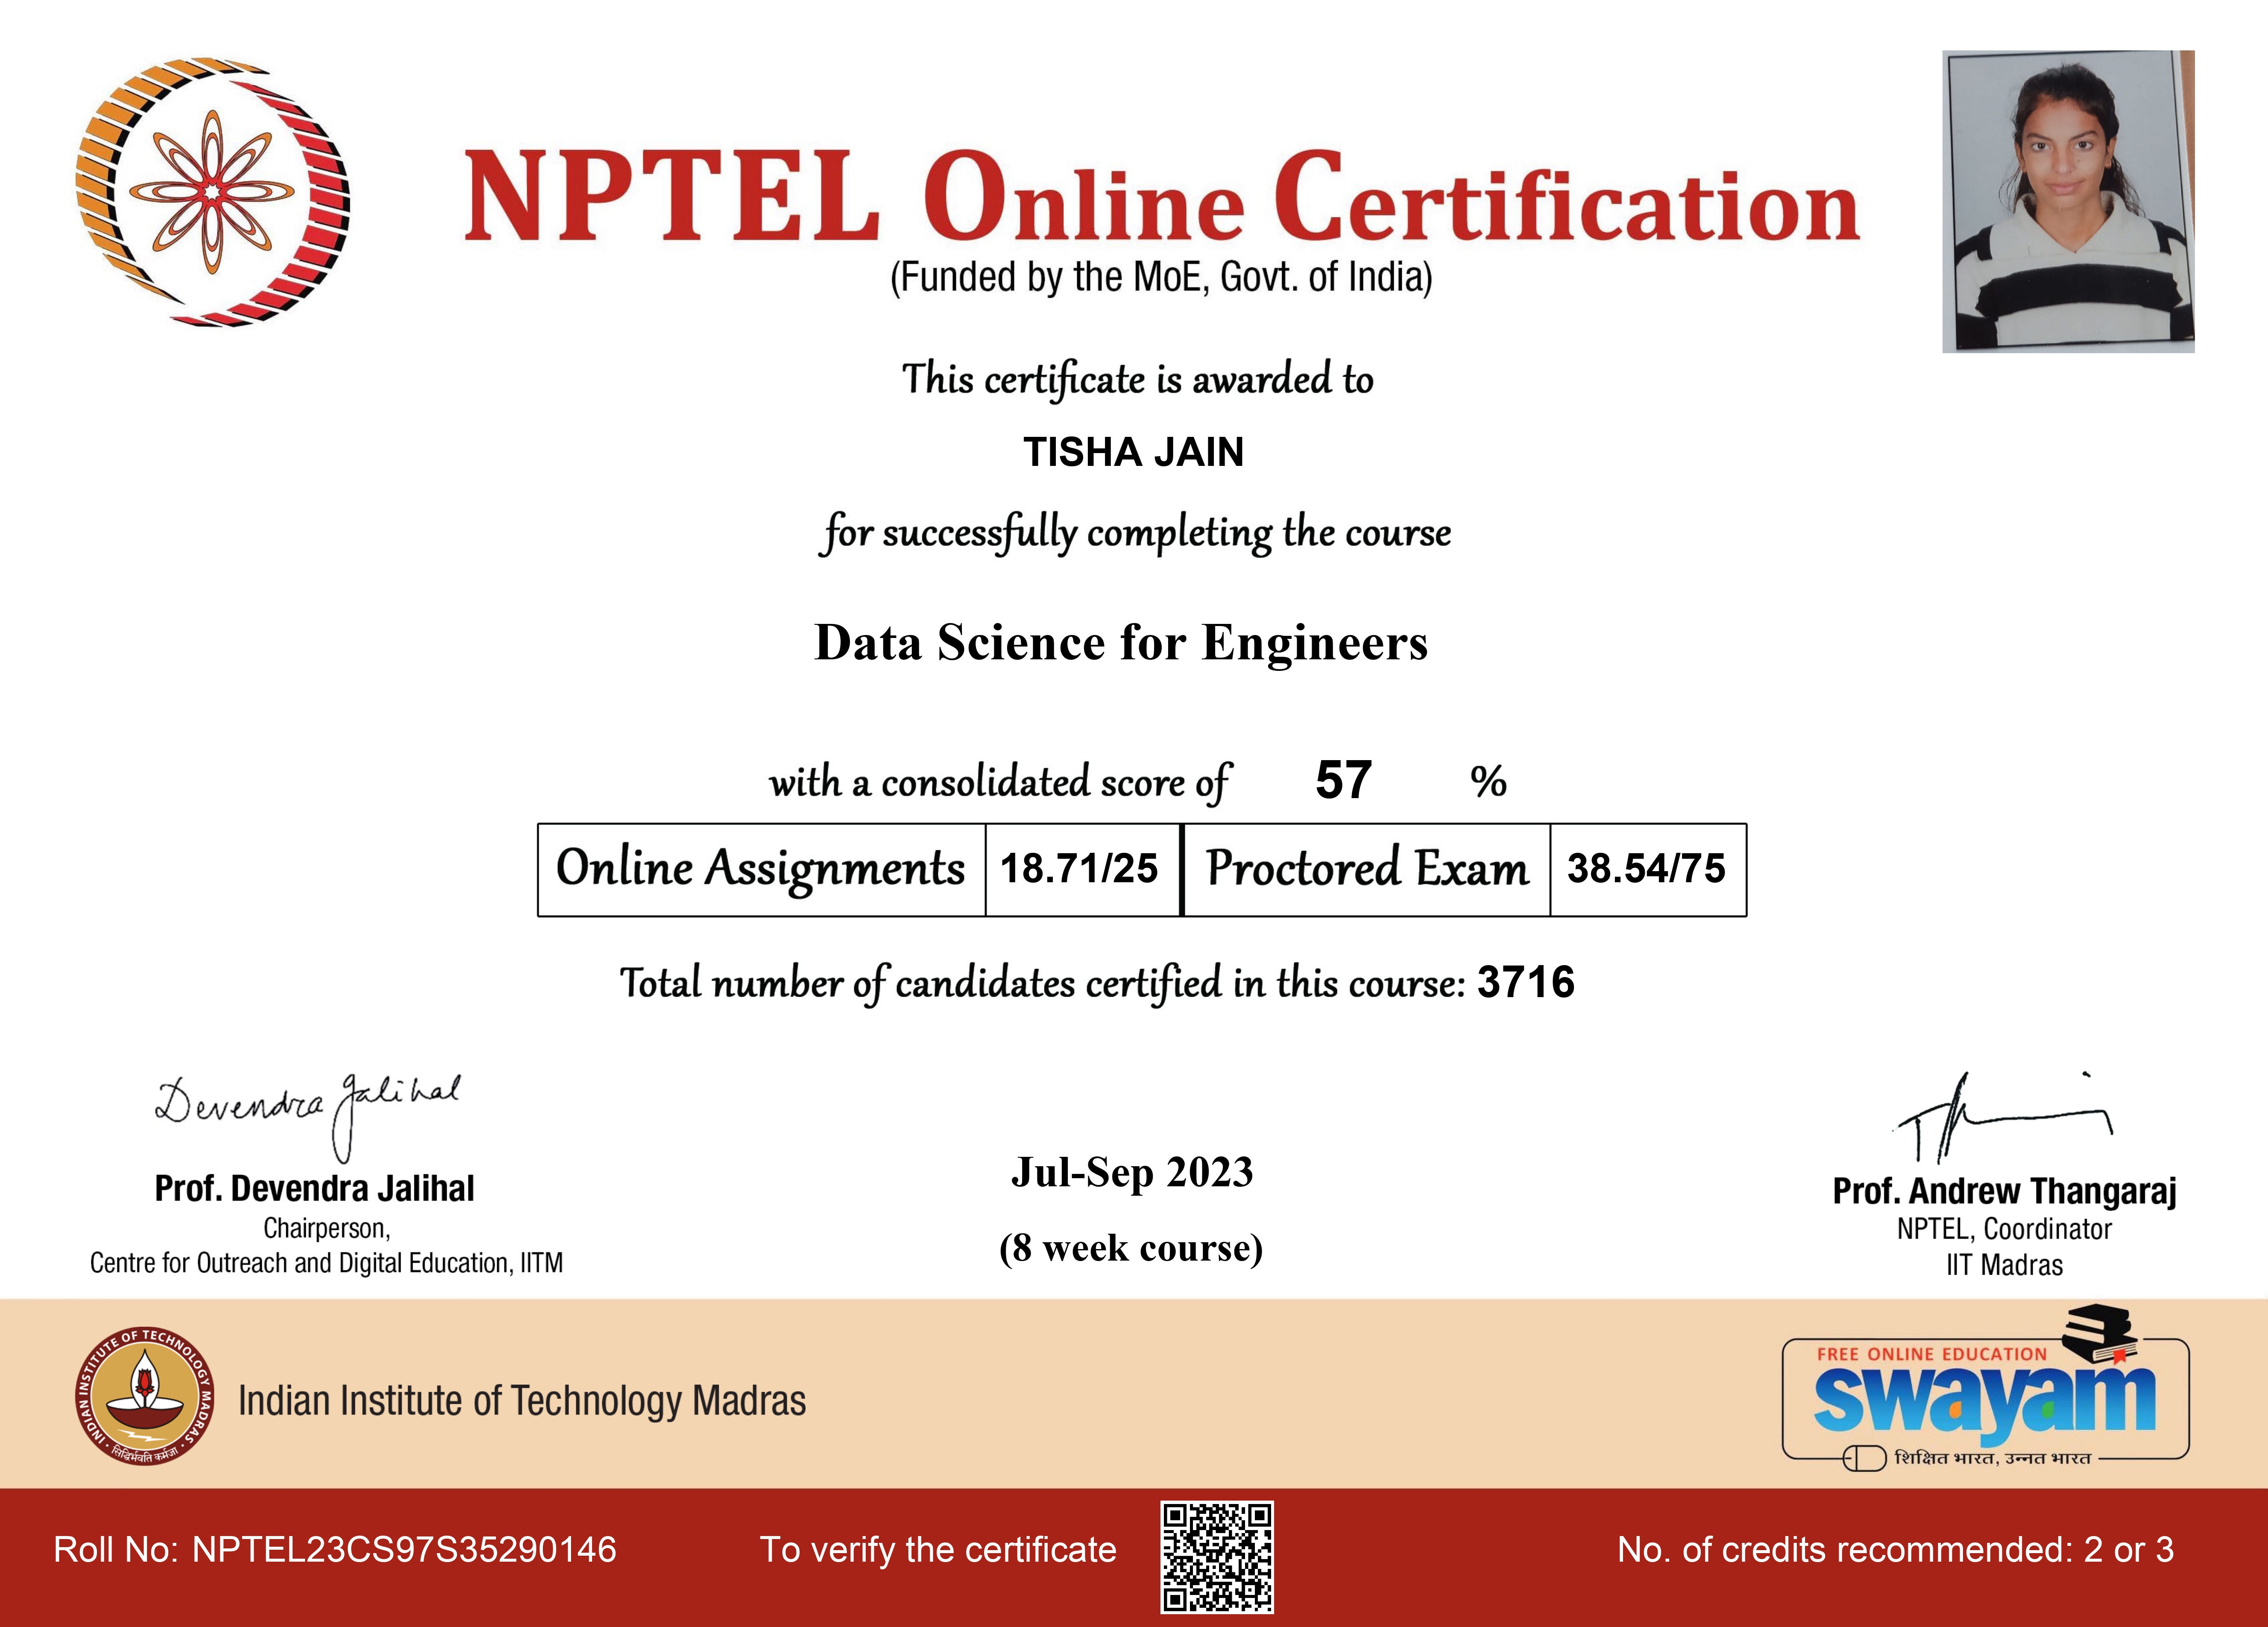 NPTEL Online Certification
(Funded by the MoE, Govt. of India)
This certificate is awarded to
TISHA JAIN
for successfully completing the course
Data Science for Engineers
with a consolidated score of 57 %
Online Assignments 18.71/25 Proctored Exam 38.54/75
Total number of candidates certified in this course: 3716
Devendra Jalihal
Prof. Devendra Jalihal
Chairperson,
Centre for Outreach and Digital Education, IITM
Jul-Sep 2023
(8 week course)
Prof. Andrew Thangaraj
NPTEL, Coordinator
IIT Madras
INDIAN INSTITUTE OF TECHNOLOGY MADRAS
सिद्धिर्भवति कर्मजा
Indian Institute of Technology Madras
FREE ONLINE EDUCATION
swayam
शिक्षित भारत, उन्नत भारत
Roll No: NPTEL23CS97S35290146
To verify the certificate
No. of credits recommended: 2 or 3